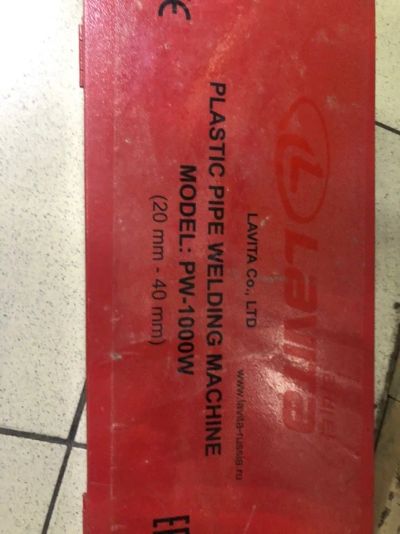 LAVITA
LAVITA Co., LTD
www.lavita-russia.ru
PLASTIC PIPE WELDING MACHINE
MODEL: PW-1000W
(20 mm - 40 mm)
CE